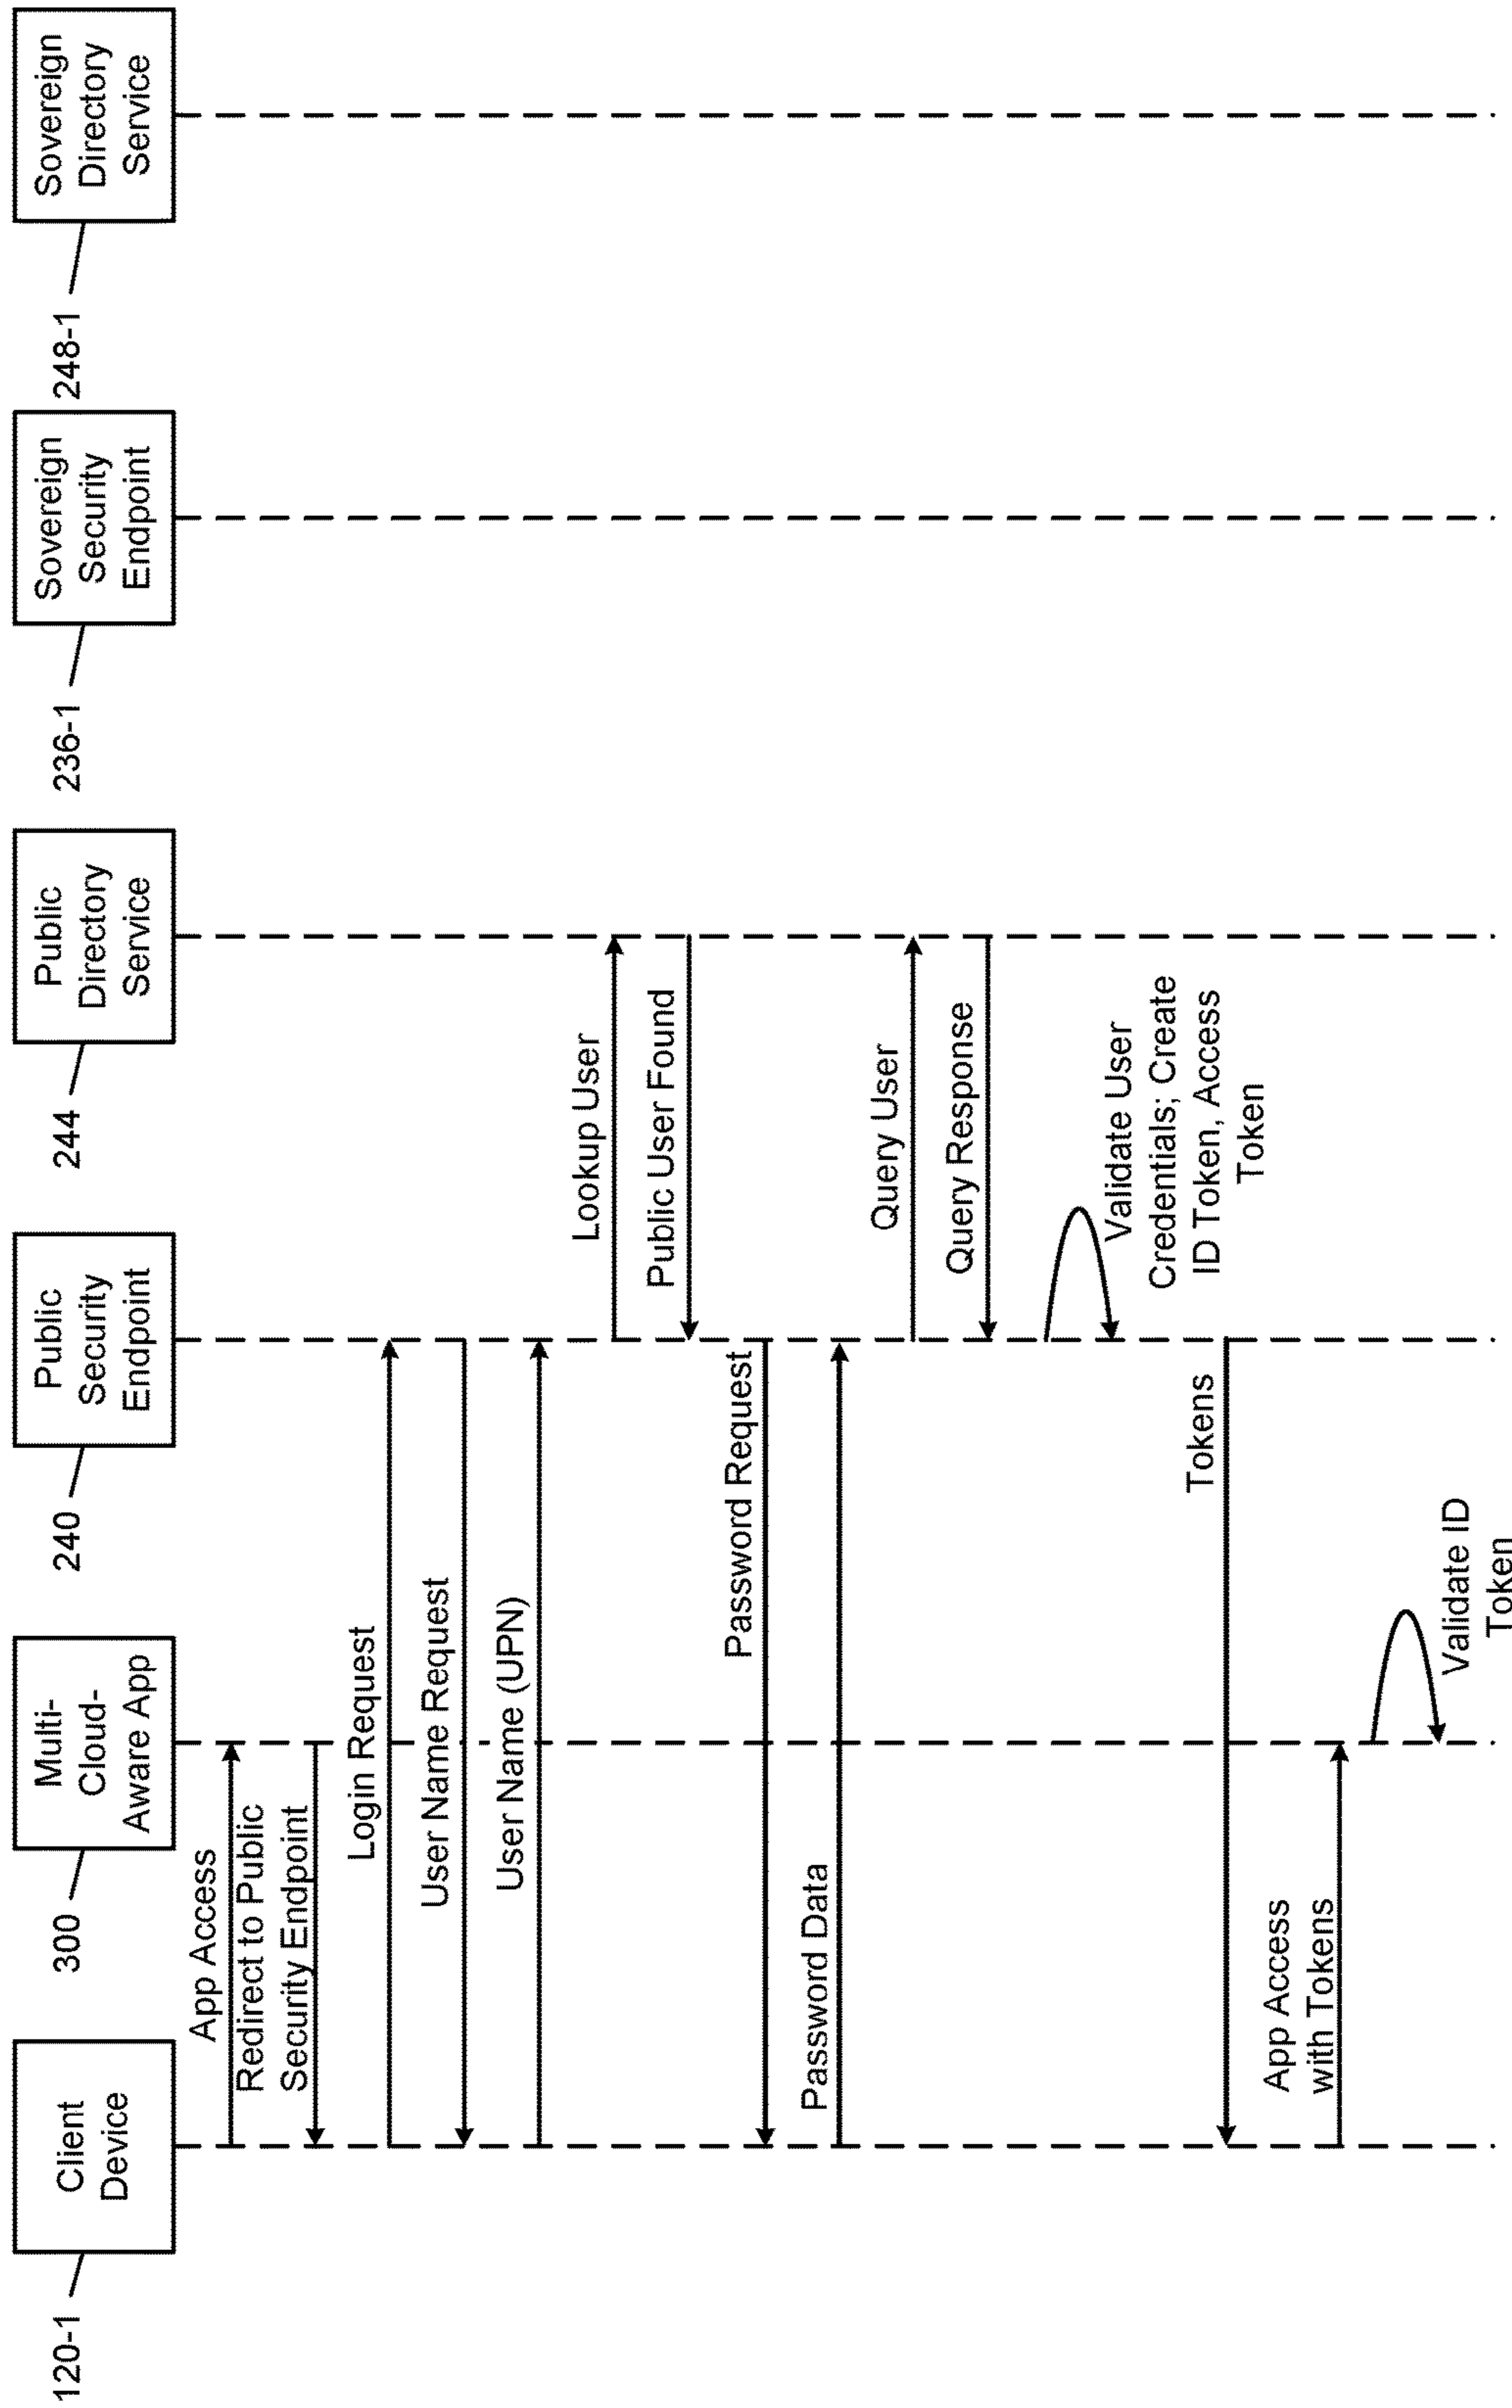 120-1
Client
Device
300
Multi-
Cloud-
Aware App
240
Public
Security
Endpoint
244
Public
Directory
Service
236-1
Sovereign
Security
Endpoint
248-1
Sovereign
Directory
Service
App Access
Redirect to Public
Security Endpoint
Login Request
User Name Request
User Name (UPN)
Lookup User
Public User Found
Password Request
Password Data
Query User
Query Response
Validate User
Credentials; Create
ID Token, Access
Token
Tokens
App Access
with Tokens
Validate ID
Token